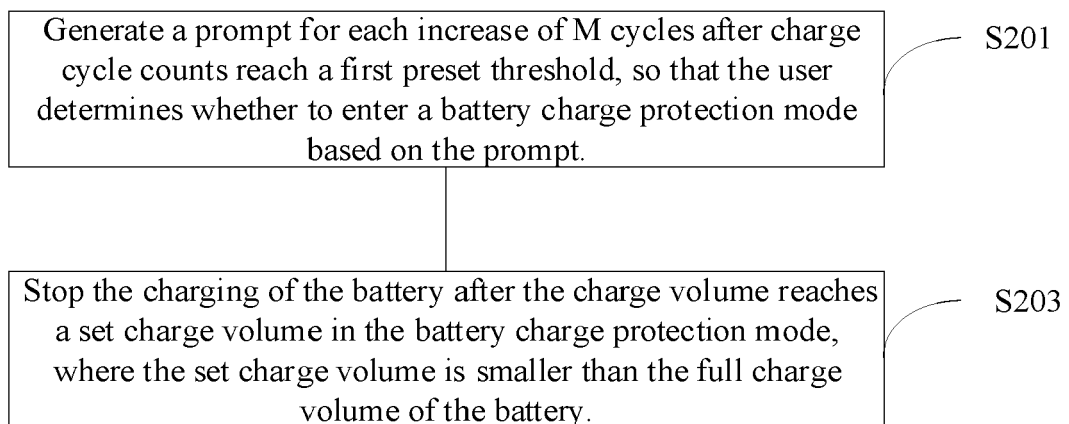 Generate a prompt for each increase of M cycles after charge
cycle counts reach a first preset threshold, so that the user
determines whether to enter a battery charge protection mode
based on the prompt.
S201
Stop the charging of the battery after the charge volume reaches
a set charge volume in the battery charge protection mode,
where the set charge volume is smaller than the full charge
volume of the battery.
S203